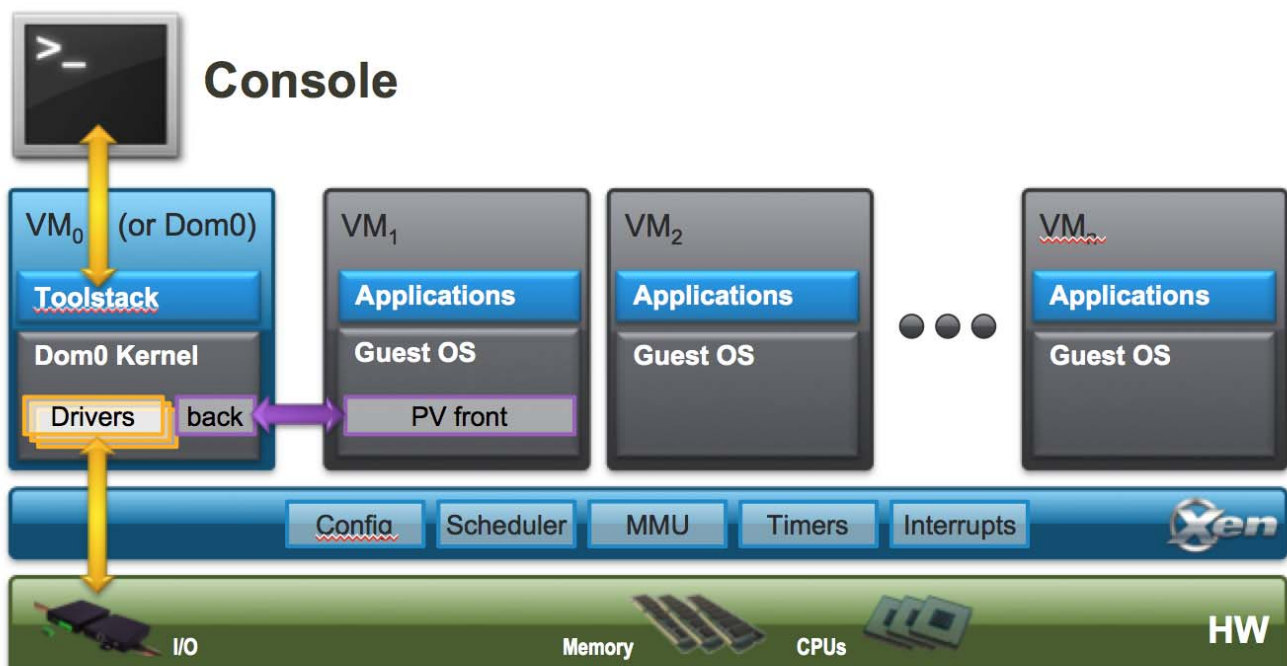 >_
Console
VM₀ (or Dom0)
Toolstack
Dom0 Kernel
Drivers
back
VM₁
Applications
Guest OS
PV front
VM₂
Applications
Guest OS
VMₙ
Applications
Guest OS
Config
Scheduler
MMU
Timers
Interrupts
Xen
I/O
Memory
CPUs
HW